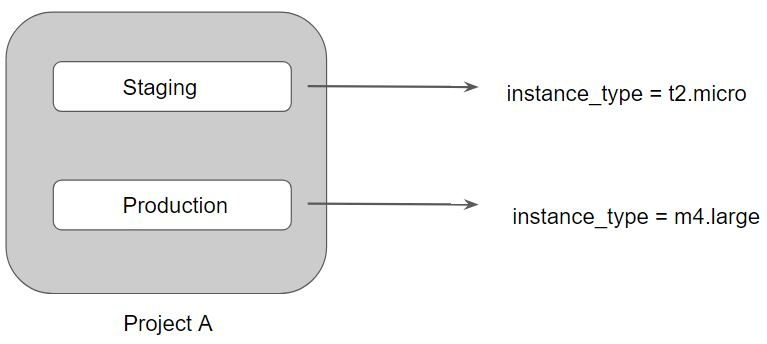 Staging
instance_type = t2.micro
Production
instance_type = m4.large
Project A